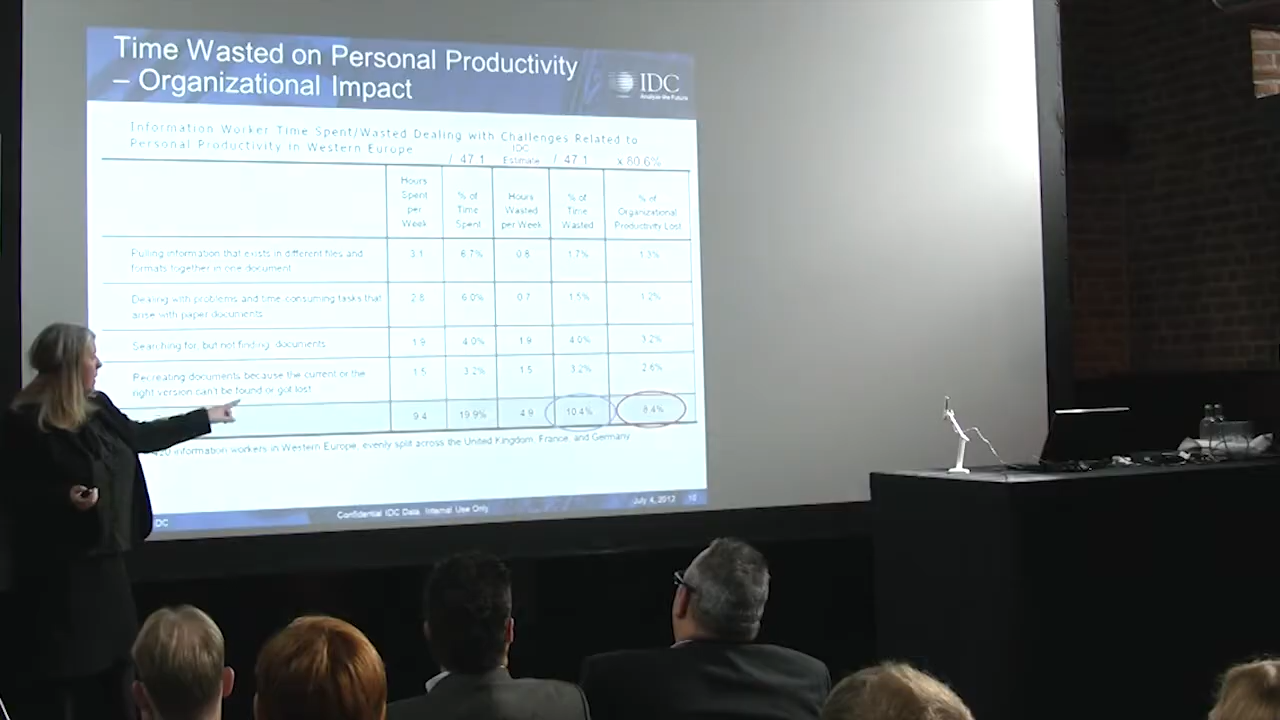 Time Wasted on Personal Productivity
– Organizational Impact
IDC
Analyze the Future
Information Worker Time Spent/Wasted Dealing with Challenges Related to
Personal Productivity in Western Europe
/ 47.1 IDC Estimate / 47.1 x 80.6%
Hours Spent per Week % of Time Spent Hours Wasted per Week % of Time Wasted % of Organizational Productivity Lost
Pulling information that exists in different files and
formats together in one document 3.1 6.7% 0.8 1.7% 1.3%
Dealing with problems and time consuming tasks that
arise with paper documents 2.8 6.0% 0.7 1.5% 1.2%
Searching for, but not finding, documents 1.9 4.0% 1.9 4.0% 3.2%
Recreating documents because the current or the
right version can't be found or got lost 1.5 3.2% 1.5 3.2% 2.6%
9.4 19.9% 4.9 10.4% 8.4%
information workers in Western Europe, evenly split across the United Kingdom, France, and Germany
IDC Confidential IDC Data. Internal Use Only July 4, 2012 10